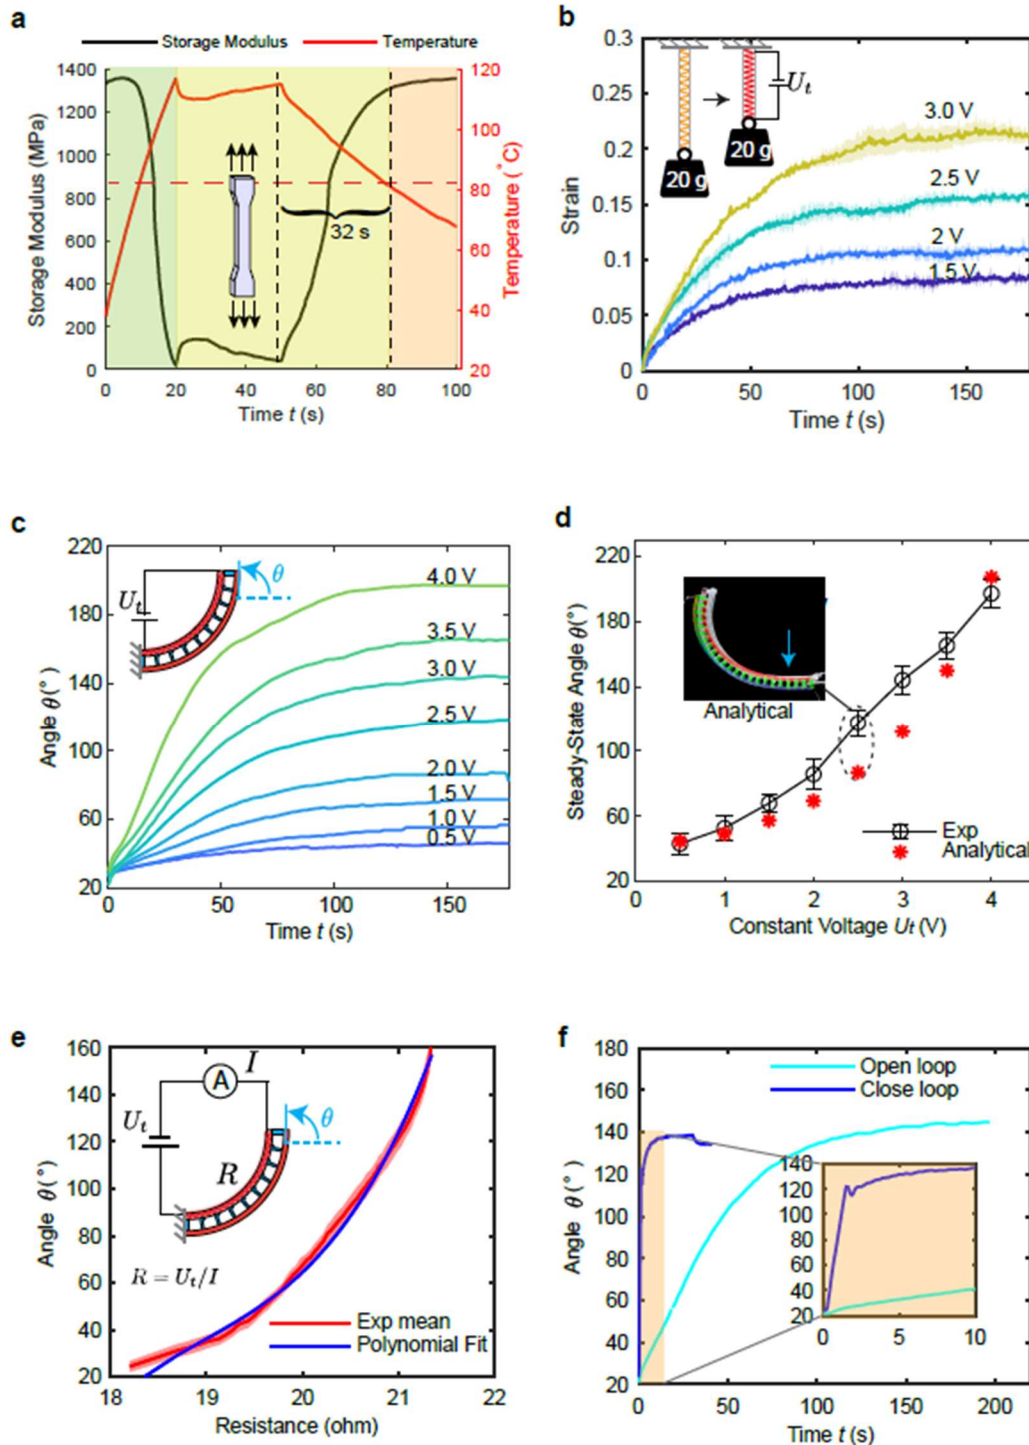 a
Storage Modulus
Temperature
Storage Modulus (MPa)
1400
1200
1000
800
600
400
200
0
120
100
80
60
40
20
Temperature (°C)
32 s
0 20 40 60 80 100
Time t (s)
b
Strain
0.3
0.25
0.2
0.15
0.1
0.05
0
20 g
20 g
Ut
3.0 V
2.5 V
2 V
1.5 V
0 50 100 150
Time t (s)
c
Angle θ(°)
220
180
140
100
60
20
Ut
θ
4.0 V
3.5 V
3.0 V
2.5 V
2.0 V
1.5 V
1.0 V
0.5 V
0 50 100 150
Time t (s)
d
Steady-State Angle θ(°)
220
180
140
100
60
20
Analytical
Exp
Analytical
0 1 2 3 4
Constant Voltage Ut (V)
e
Angle θ(°)
160
140
120
100
80
60
40
20
A
I
Ut
θ
R
R = Ut/I
Exp mean
Polynomial Fit
18 19 20 21 22
Resistance (ohm)
f
Angle θ(°)
180
160
140
120
100
80
60
40
20
Open loop
Close loop
140
120
100
80
60
40
20
0 5 10
0 50 100 150 200
Time t (s)